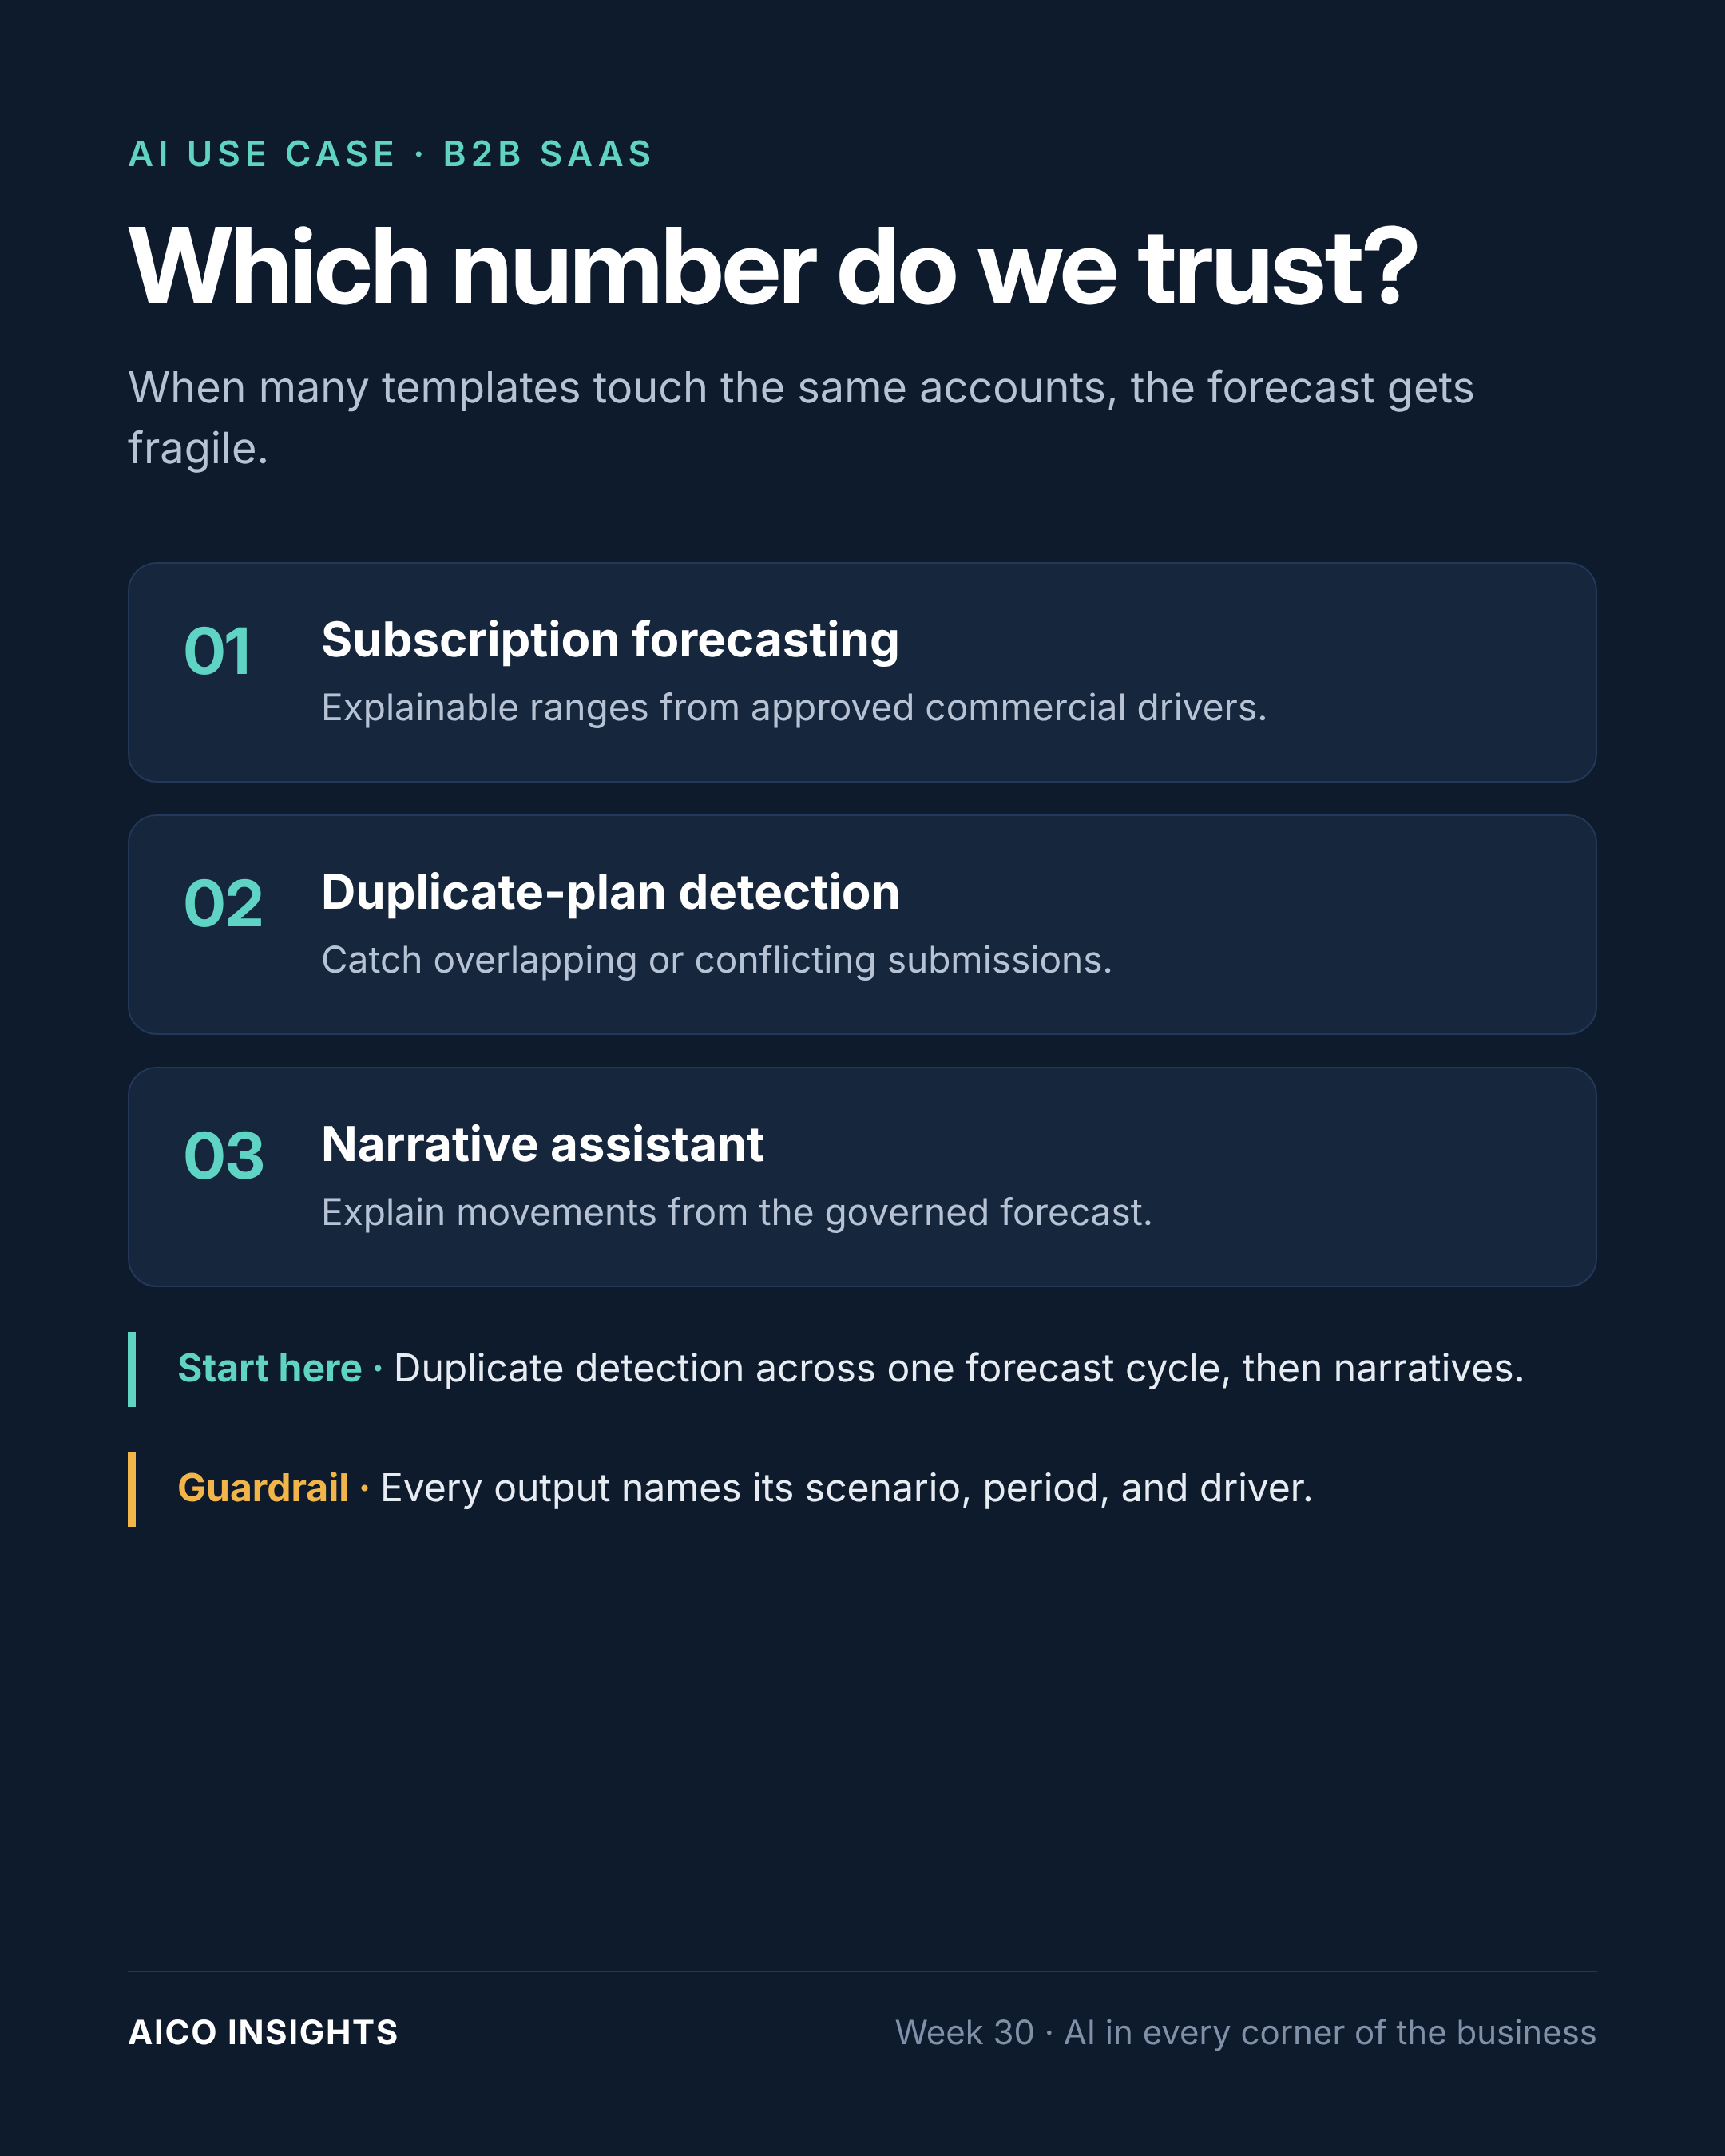 AI USE CASE · B2B SAAS
Which number do we trust?
When many templates touch the same accounts, the forecast gets
fragile.
01
Subscription forecasting
Explainable ranges from approved commercial drivers.
02
Duplicate-plan detection
Catch overlapping or conflicting submissions.
03
Narrative assistant
Explain movements from the governed forecast.
Start here · Duplicate detection across one forecast cycle, then narratives.
Guardrail · Every output names its scenario, period, and driver.
AICO INSIGHTS
Week 30 · AI in every corner of the business